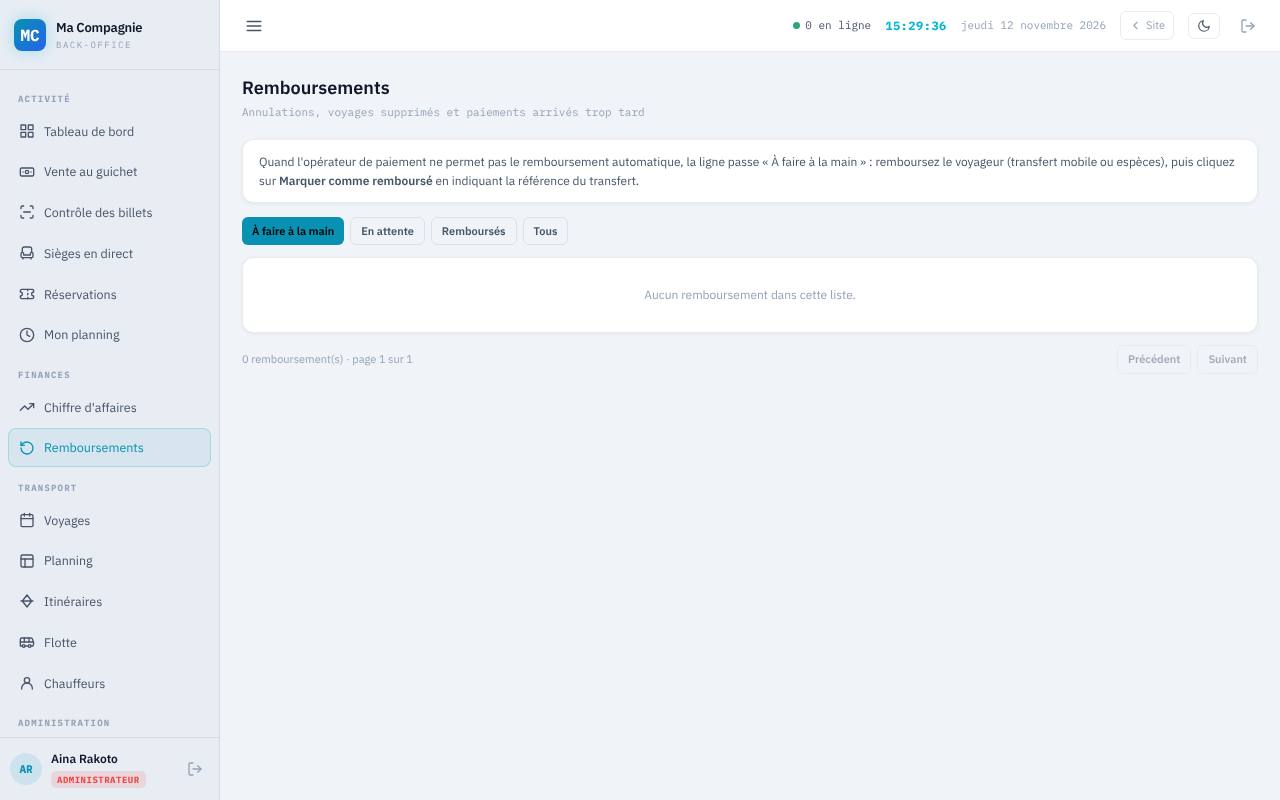 MC
Ma Compagnie
BACK-OFFICE
ACTIVITÉ
Tableau de bord
Vente au guichet
Contrôle des billets
Sièges en direct
Réservations
Mon planning
FINANCES
Chiffre d'affaires
Remboursements
TRANSPORT
Voyages
Planning
Itinéraires
Flotte
Chauffeurs
ADMINISTRATION
AR
Aina Rakoto
ADMINISTRATEUR
0 en ligne 15:29:36 jeudi 12 novembre 2026 Site
Remboursements
Annulations, voyages supprimés et paiements arrivés trop tard
Quand l'opérateur de paiement ne permet pas le remboursement automatique, la ligne passe « À faire à la main » : remboursez le voyageur (transfert mobile ou espèces), puis cliquez
sur Marquer comme remboursé en indiquant la référence du transfert.
À faire à la main En attente Remboursés Tous
Aucun remboursement dans cette liste.
0 remboursement(s) · page 1 sur 1 Précédent Suivant